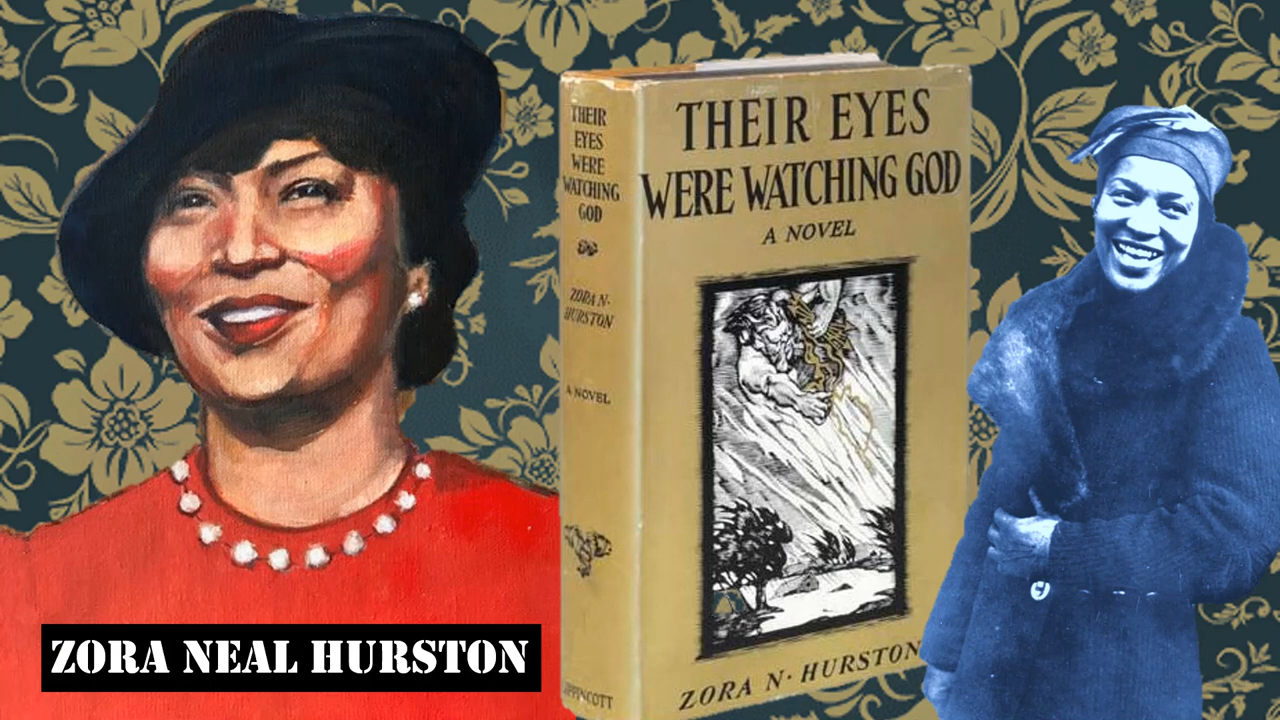 THEIR
EYES
WERE
WATCHING
GOD
ZORA N·
HURSTON
A NOVEL
LIPPINCOTT
THEIR EYES
WERE WATCHING GOD
A NOVEL
ZORA N·HURSTON
ZORA NEAL HURSTON